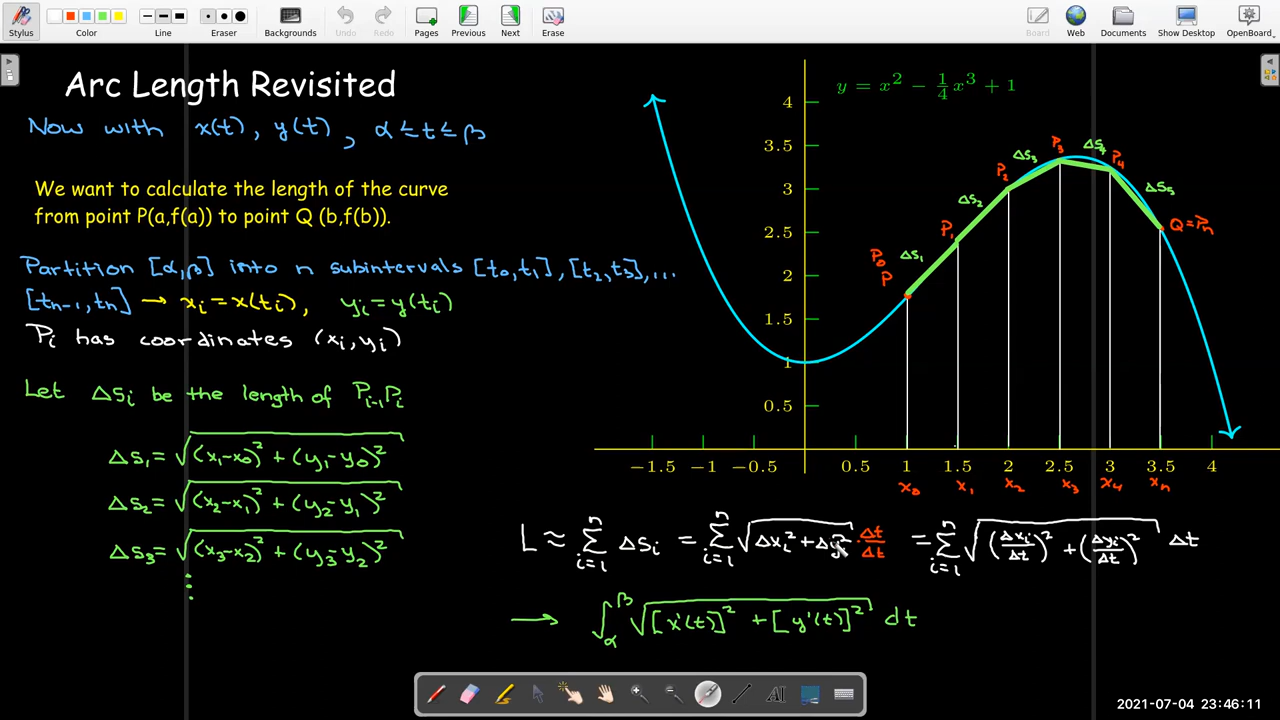 Stylus Color Line Eraser Backgrounds Undo Redo Pages Previous Next Erase Board Web Documents Show Desktop OpenBoard
Arc Length Revisited
Now with x(t), y(t), α ≤ t ≤ β
We want to calculate the length of the curve
from point P(a,f(a)) to point Q (b,f(b)).
Partition [α,β] into n subintervals [t0,t1], [t2,t3],...
[tn-1,tn] → xi = x(ti), yi = y(ti)
Pi has coordinates (xi,yi)
Let Δsi be the length of Pi-1Pi
Δs1 = √((x1-x0)² + (y1-y0)²)
Δs2 = √((x2-x1)² + (y2-y1)²)
Δs3 = √((x3-x2)² + (y3-y2)²)
⋮
y = x² − 1/4 x³ + 1
4
3.5
3
2.5
2
1.5
1
0.5
P0
P
Δs1
P1
Δs2
P2
Δs3
P3
Δs4
P4
Δs5
Q = Pn
−1.5 −1 −0.5 0 0.5 1 1.5 2 2.5 3 3.5 4
x0 x1 x2 x3 x4 xn
L ≈ Σ i=1 n Δsi = Σ i=1 n √(Δxi² + Δyi²) · Δt/Δt = Σ i=1 n √((Δxi/Δt)² + (Δyi/Δt)²) Δt
→ ∫ α β √([x'(t)]² + [y'(t)]²) dt
AI
2021-07-04 23:46:11